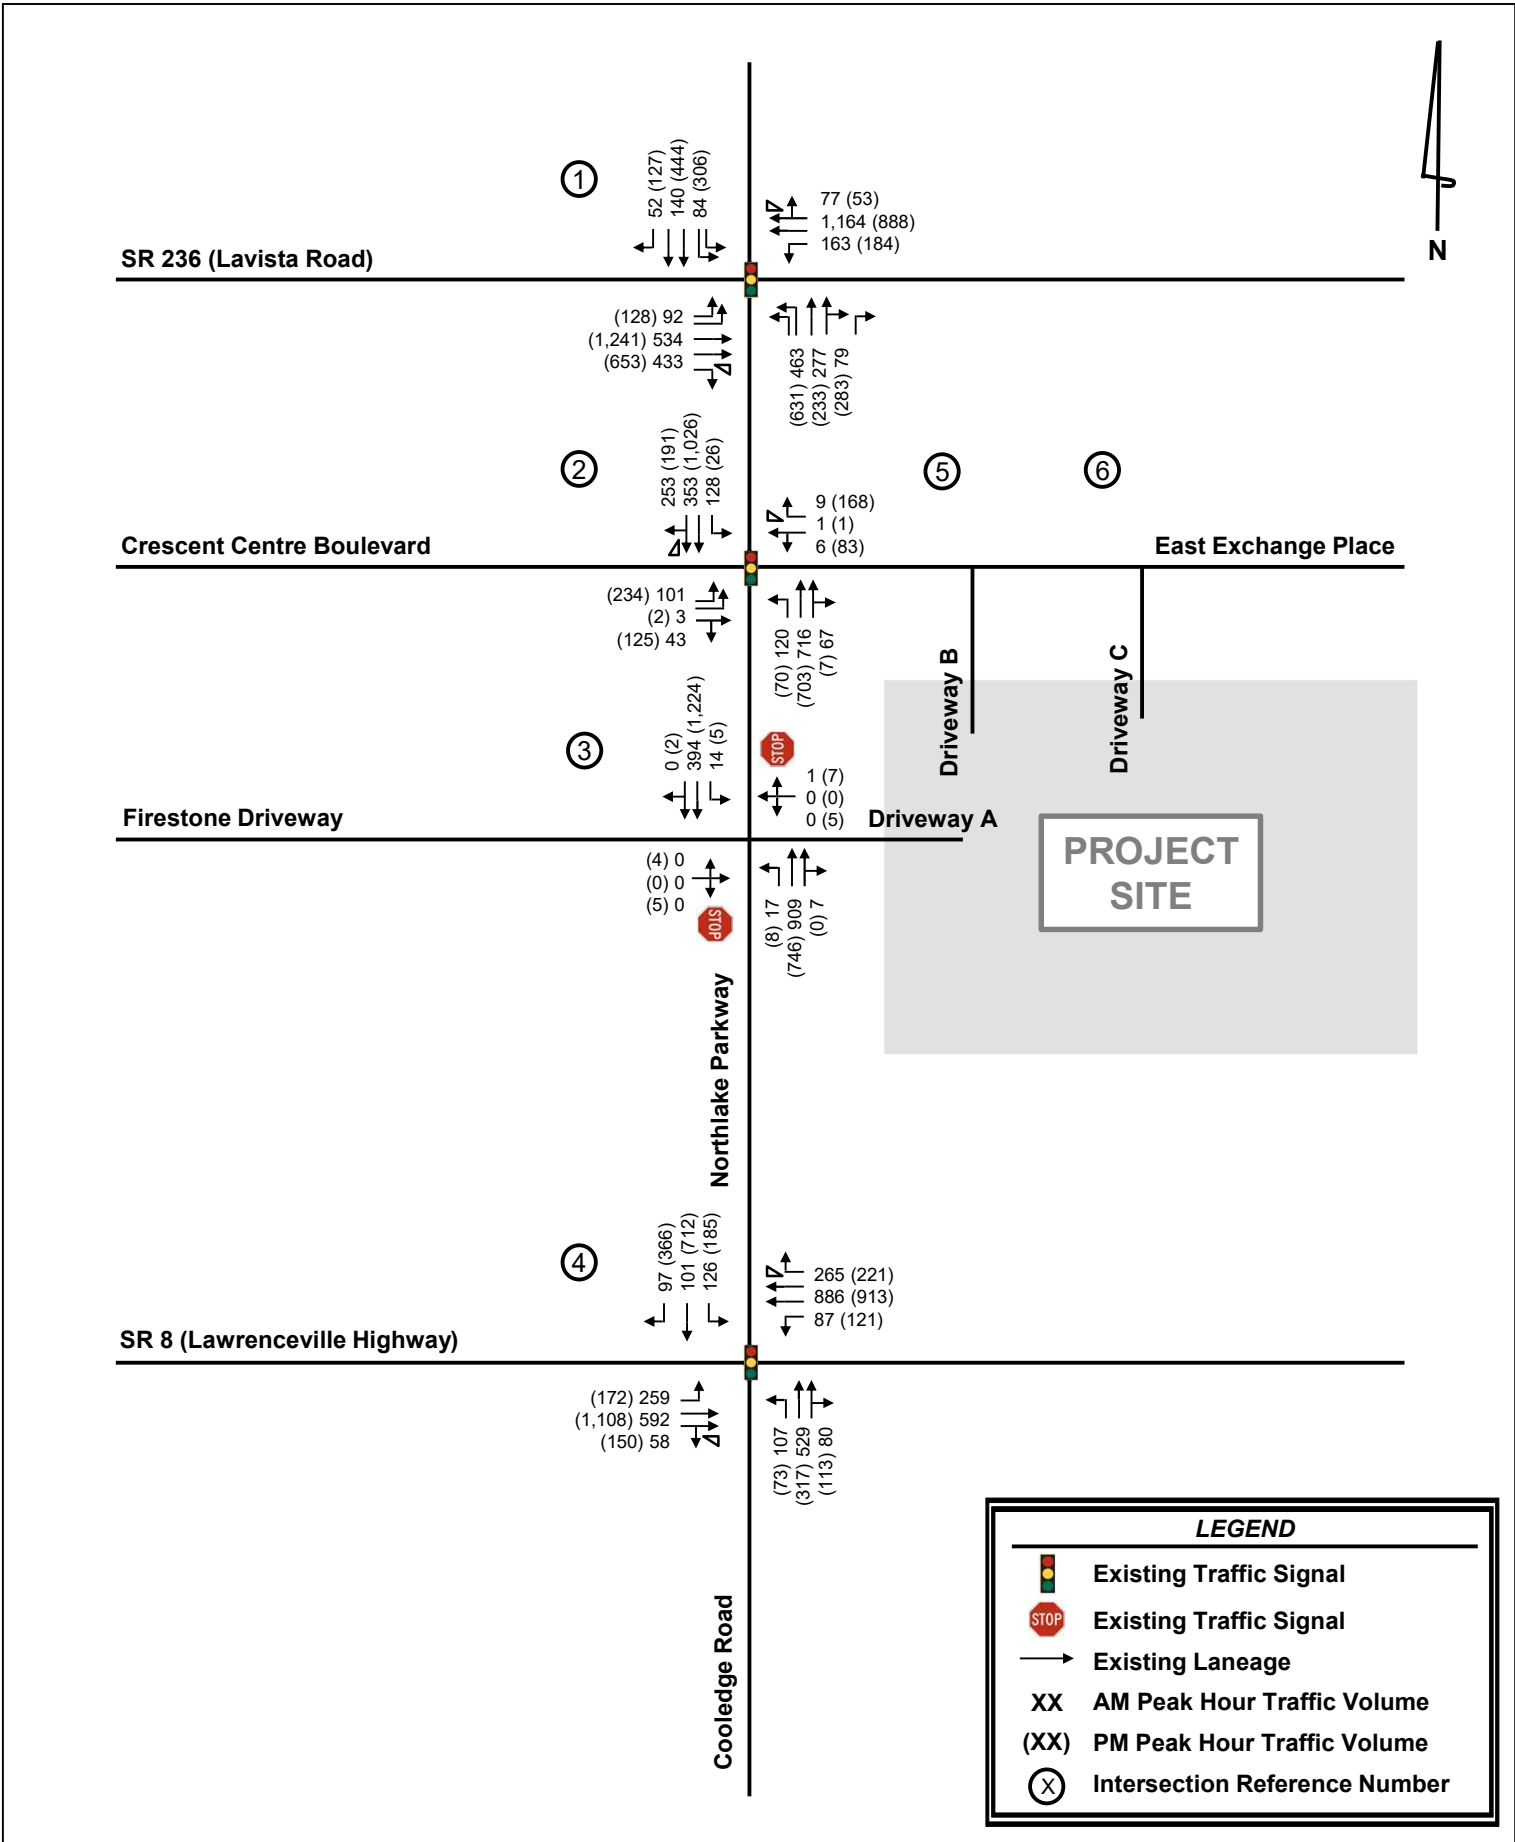 N
1
52 (127)
140 (444)
84 (306)
77 (53)
1,164 (888)
163 (184)
SR 236 (Lavista Road)
(128) 92
(1,241) 534
(653) 433
(631) 463
(233) 277
(283) 79
2
253 (191)
353 (1,026)
128 (26)
5
6
9 (168)
1 (1)
6 (83)
Crescent Centre Boulevard
East Exchange Place
(234) 101
(2) 3
(125) 43
(70) 120
(703) 716
(7) 67
Driveway B
Driveway C
3
0 (2)
394 (1,224)
14 (5)
STOP
1 (7)
0 (0)
0 (5)
Firestone Driveway
Driveway A
PROJECT
SITE
(4) 0
(0) 0
(5) 0
STOP
(8) 17
(746) 909
(0) 7
Northlake Parkway
4
97 (366)
101 (712)
126 (185)
265 (221)
886 (913)
87 (121)
SR 8 (Lawrenceville Highway)
(172) 259
(1,108) 592
(150) 58
(73) 107
(317) 529
(113) 80
Cooledge Road
LEGEND
Existing Traffic Signal
STOP Existing Traffic Signal
Existing Laneage
XX AM Peak Hour Traffic Volume
(XX) PM Peak Hour Traffic Volume
X Intersection Reference Number